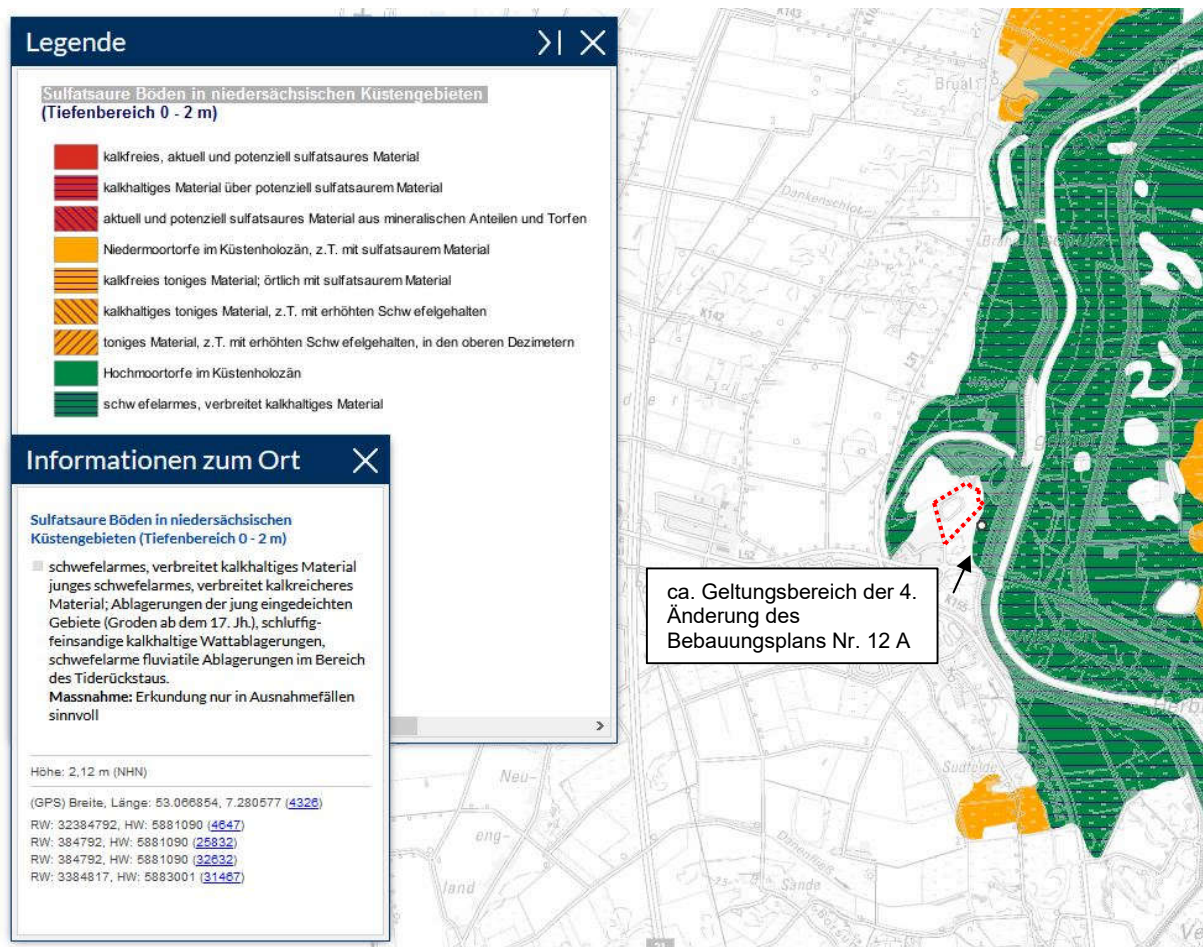 Legende
Sulfatsaure Böden in niedersächsischen Küstengebieten
(Tiefenbereich 0 - 2 m)
kalkfreies, aktuell und potenziell sulfatsaures Material
kalkhaltiges Material über potenziell sulfatsaurem Material
aktuell und potenziell sulfatsaures Material aus mineralischen Anteilen und Torfen
Niedermoortorfe im Küstenholozän, z.T. mit sulfatsaurem Material
kalkfreies toniges Material; örtlich mit sulfatsaurem Material
kalkhaltiges toniges Material, z.T. mit erhöhten Schwefelgehalten
toniges Material, z.T. mit erhöhten Schwefelgehalten, in den oberen Dezimetern
Hochmoortorfe im Küstenholozän
schwefelarmes, verbreitet kalkhaltiges Material
Informationen zum Ort
Sulfatsaure Böden in niedersächsischen
Küstengebieten (Tiefenbereich 0 - 2 m)
schwefelarmes, verbreitet kalkhaltiges Material
junges schwefelarmes, verbreitet kalkreicheres
Material; Ablagerungen der jung eingedeichten
Gebiete (Groden ab dem 17. Jh.), schluffig-
feinsandige kalkhaltige Wattablagerungen,
schwefelarme fluviatile Ablagerungen im Bereich
des Tiderückstaus.
Massnahme: Erkundung nur in Ausnahmefällen
sinnvoll
Höhe: 2,12 m (NHN)
(GPS) Breite, Länge: 53.066854, 7.280577 (4326)
RW: 32384792, HW: 5881090 (4647)
RW: 384792, HW: 5881090 (25832)
RW: 384792, HW: 5881090 (32632)
RW: 3384817, HW: 5883001 (31467)
ca. Geltungsbereich der 4.
Änderung des
Bebauungsplans Nr. 12 A
K143
Brual
Dankenschlot
K142
L31
L52
K155
Neu-
eng-
land
Sudfelde
Sande
31